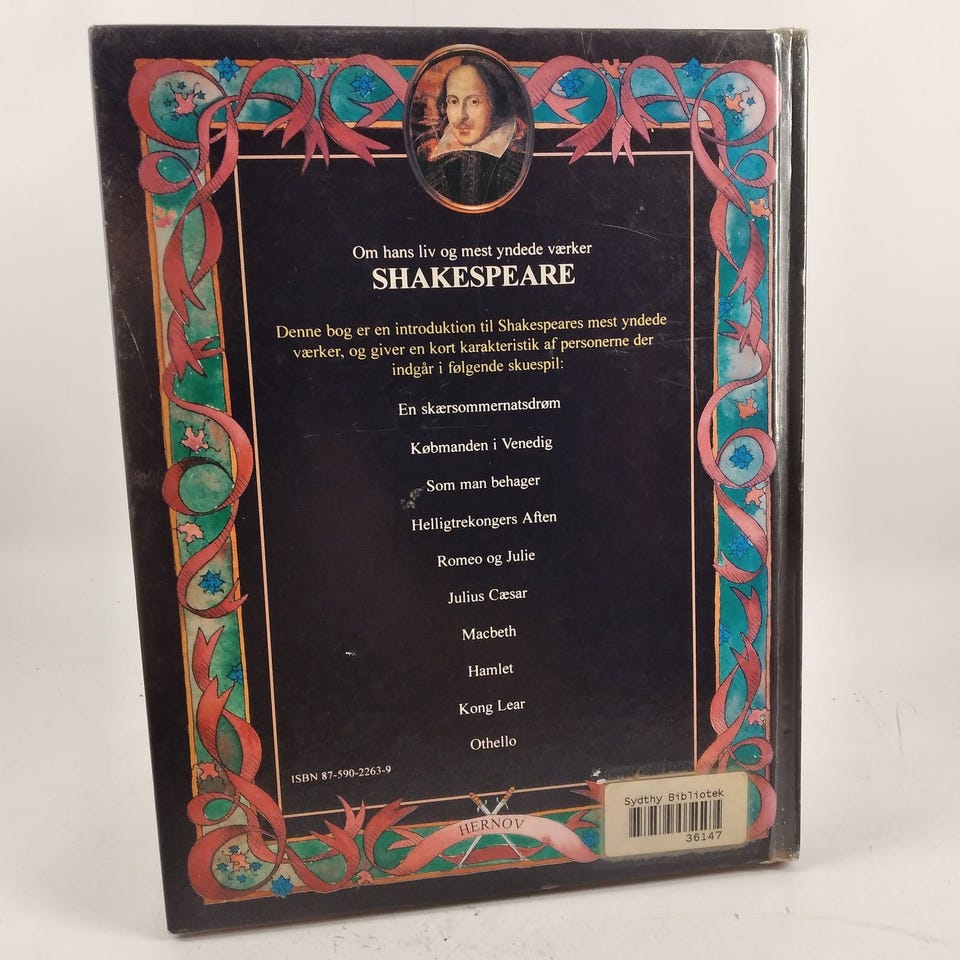 Om hans liv og mest yndede værker
SHAKESPEARE
Denne bog er en introduktion til Shakespeares mest yndede
værker, og giver en kort karakteristik af personerne der
indgår i følgende skuespil:
En skærsommernatsdrøm
Købmanden i Venedig
Som man behager
Helligtrekongers Aften
Romeo og Julie
Julius Cæsar
Macbeth
Hamlet
Kong Lear
Othello
ISBN 87-590-2263-9
HERNOV
Sydthy Bibliotek
36147